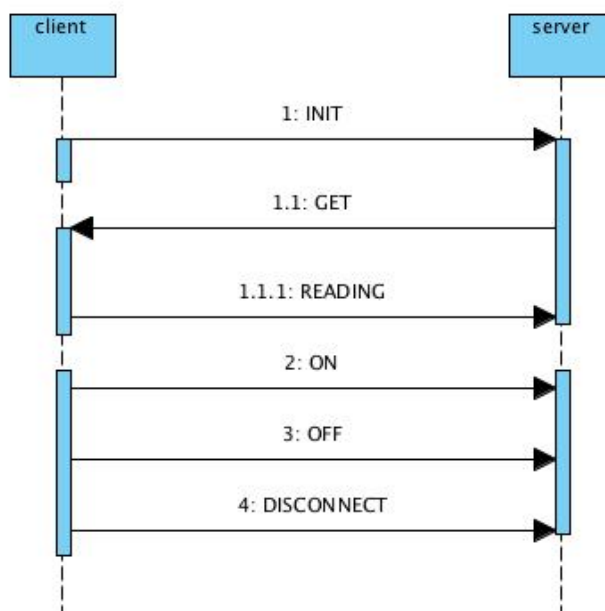 client
server
1: INIT
1.1: GET
1.1.1: READING
2: ON
3: OFF
4: DISCONNECT